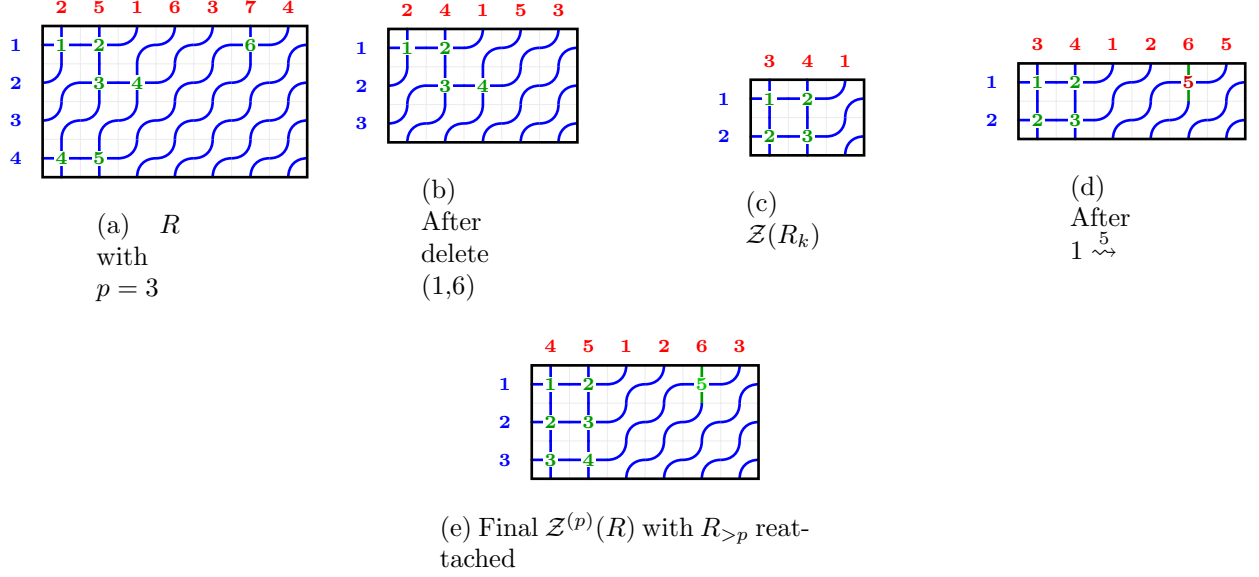 2 5 1 6 3 7 4
1 1 2 6
2 3 4
3
4 4 5
(a) R
with
p = 3
2 4 1 5 3
1 1 2
2 3 4
3
(b)
After
delete
(1,6)
3 4 1
1 1 2
2 2 3
(c)
𝒵(R_k)
3 4 1 2 6 5
1 1 2 5
2 2 3
(d)
After
1 ⇝^5
4 5 1 2 6 3
1 1 2 5
2 2 3
3 3 4
(e) Final 𝒵^(p)(R) with R_{>p} reat-
tached